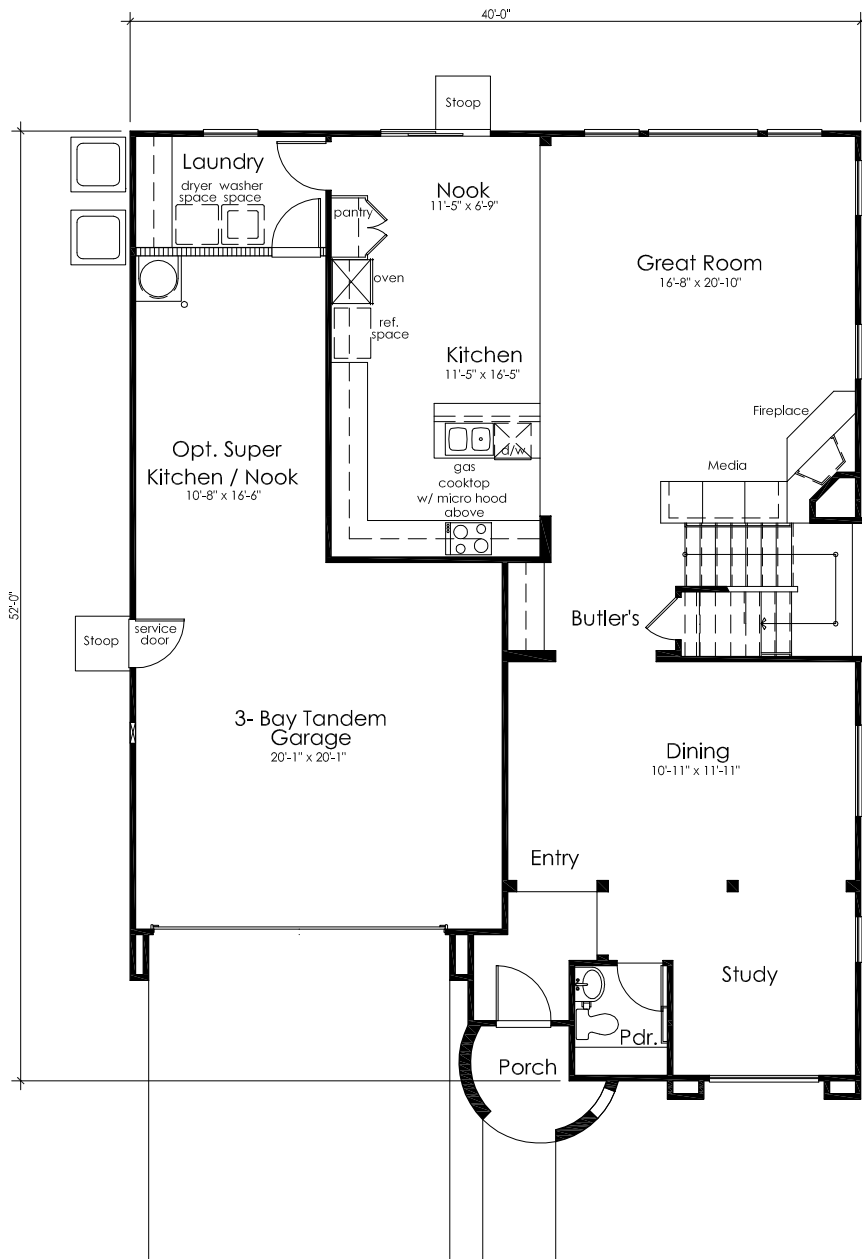 40'-0"
Stoop
Laundry
dryer washer
space space
Nook
11'-5" x 6'-9"
pantry
Great Room
16'-8" x 20'-10"
oven
ref.
space
Kitchen
11'-5" x 16'-5"
Fireplace
d/w
Opt. Super
Kitchen / Nook
10'-8" x 16'-6"
gas
cooktop
w/ micro hood
above
Media
52'-0"
Stoop
service
door
Butler's
3- Bay Tandem
Garage
20'-1" x 20'-1"
Dining
10'-11" x 11'-11"
Entry
Study
Pdr.
Porch